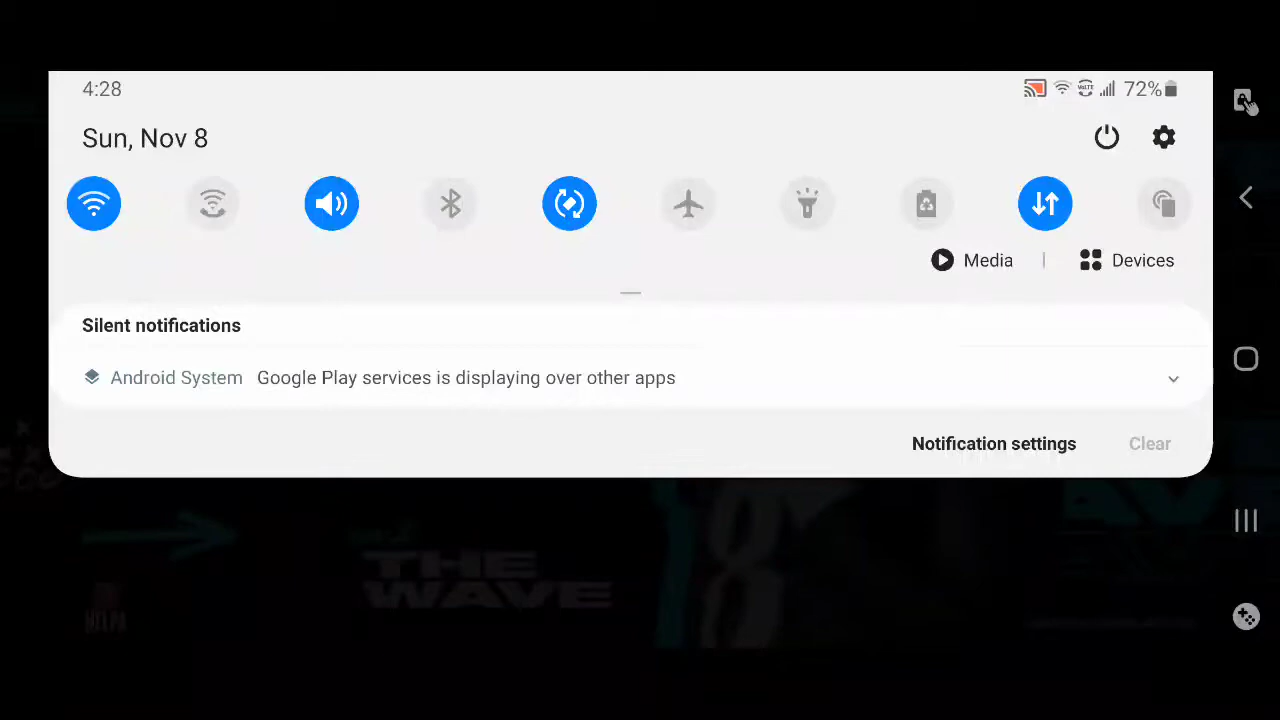 4:28
VoLTE
72%
Sun, Nov 8
Media | Devices
Silent notifications
Android System Google Play services is displaying over other apps
Notification settings Clear
THE
WAVE